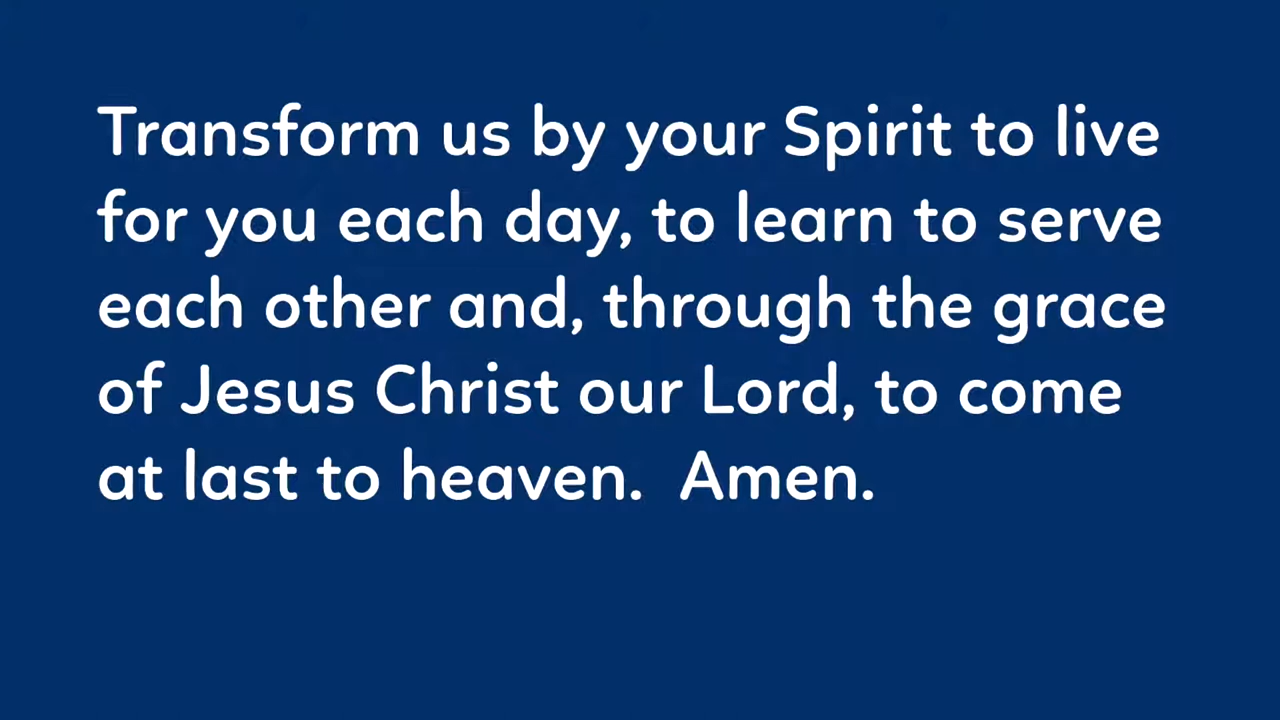 Transform us by your Spirit to live
for you each day, to learn to serve
each other and, through the grace
of Jesus Christ our Lord, to come
at last to heaven.  Amen.